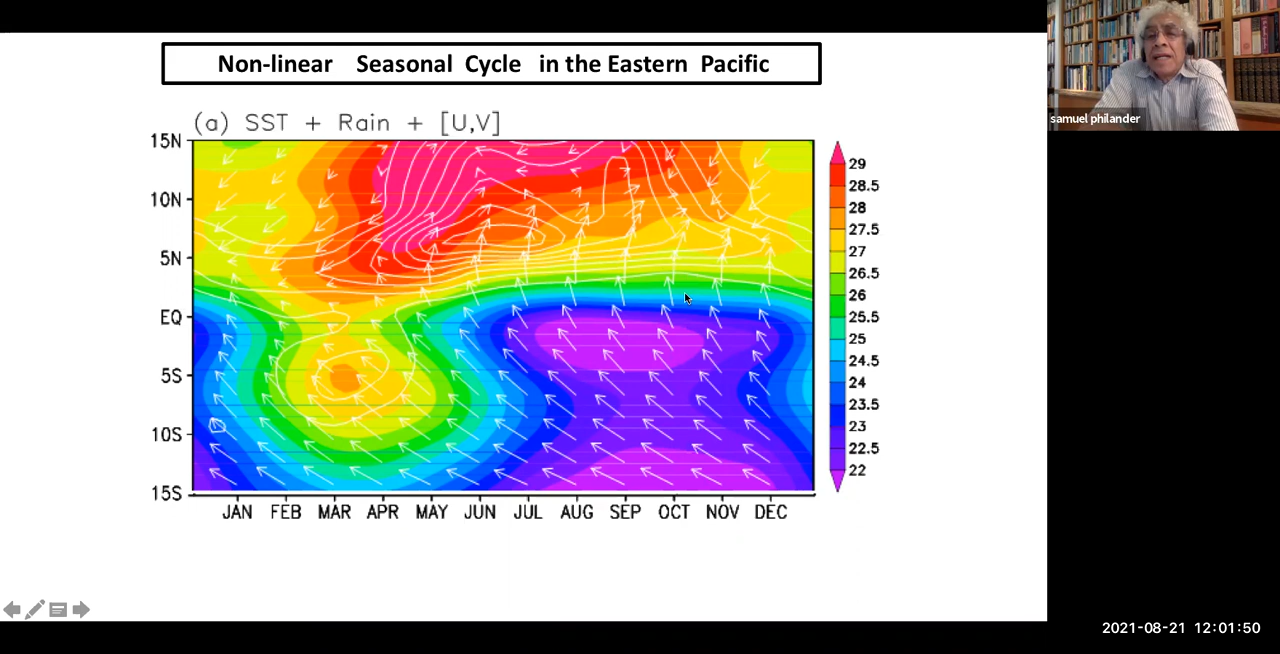 Non-linear Seasonal Cycle in the Eastern Pacific
samuel philander
(a) SST + Rain + [U,V]
15N
10N
5N
EQ
5S
10S
15S
JAN FEB MAR APR MAY JUN JUL AUG SEP OCT NOV DEC
29
28.5
28
27.5
27
26.5
26
25.5
25
24.5
24
23.5
23
22.5
22
2021-08-21 12:01:50